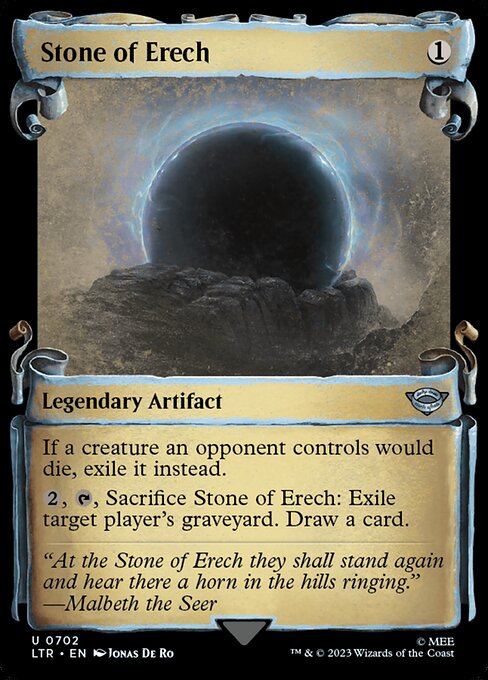 Stone of Erech 1
Legendary Artifact
If a creature an opponent controls would
die, exile it instead.
2, , Sacrifice Stone of Erech: Exile
target player's graveyard. Draw a card.
“At the Stone of Erech they shall stand again
and hear there a horn in the hills ringing.”
—Malbeth the Seer
U 0702
LTR • EN Jonas De Ro
© MEE
™ & © 2023 Wizards of the Coast